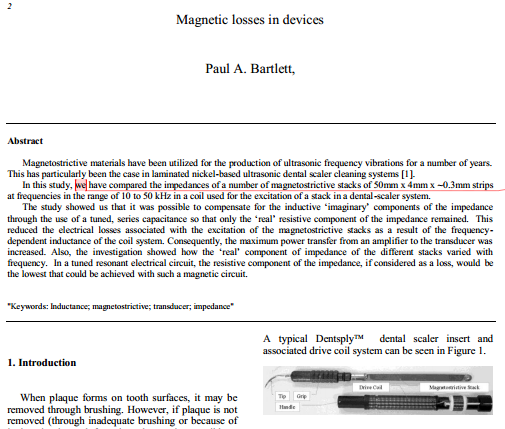 2
Magnetic losses in devices
Paul A. Bartlett,
Abstract
Magnetostrictive materials have been utilized for the production of ultrasonic frequency vibrations for a number of years.
This has particularly been the case in laminated nickel-based ultrasonic dental scaler cleaning systems [1].
In this study, we have compared the impedances of a number of magnetostrictive stacks of 50mm x 4mm x ~0.3mm strips
at frequencies in the range of 10 to 50 kHz in a coil used for the excitation of a stack in a dental-scaler system.
The study showed us that it was possible to compensate for the inductive 'imaginary' components of the impedance
through the use of a tuned, series capacitance so that only the 'real' resistive component of the impedance remained. This
reduced the electrical losses associated with the excitation of the magnetostrictive stacks as a result of the frequency-
dependent inductance of the coil system. Consequently, the maximum power transfer from an amplifier to the transducer was
increased. Also, the investigation showed how the 'real' component of impedance of the different stacks varied with
frequency. In a tuned resonant electrical circuit, the resistive component of the impedance, if considered as a loss, would be
the lowest that could be achieved with such a magnetic circuit.
"Keywords: Inductance; magnetostrictive; transducer; impedance"
1. Introduction
When plaque forms on tooth surfaces, it may be
removed through brushing. However, if plaque is not
removed (through inadequate brushing or because of
A typical Dentsply™ dental scaler insert and
associated drive coil system can be seen in Figure 1.
Drive Coil
Magnetostrictive Stack
Tip
Grip
Handle